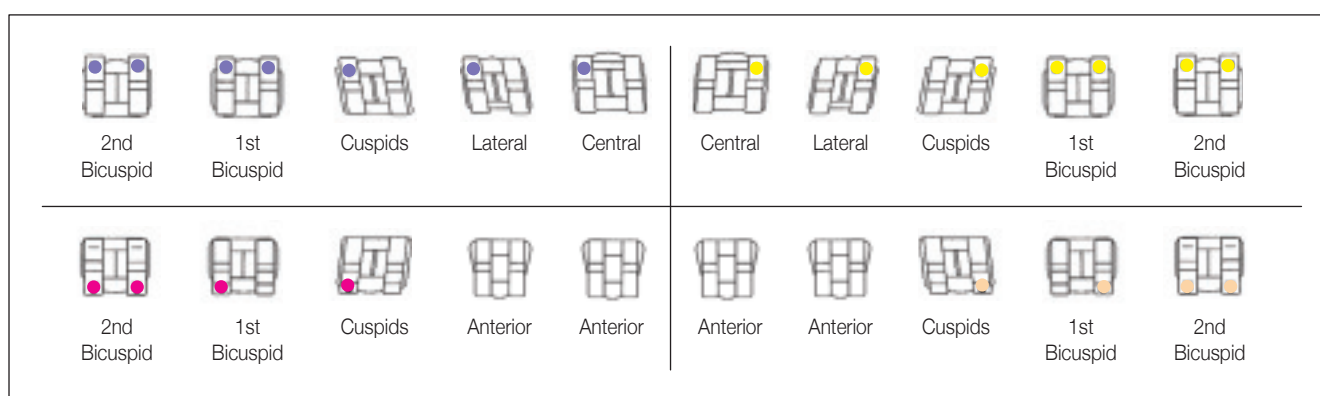 2nd Bicuspid
1st Bicuspid
Cuspids
Lateral
Central
Central
Lateral
Cuspids
1st Bicuspid
2nd Bicuspid
2nd Bicuspid
1st Bicuspid
Cuspids
Anterior
Anterior
Anterior
Anterior
Cuspids
1st Bicuspid
2nd Bicuspid